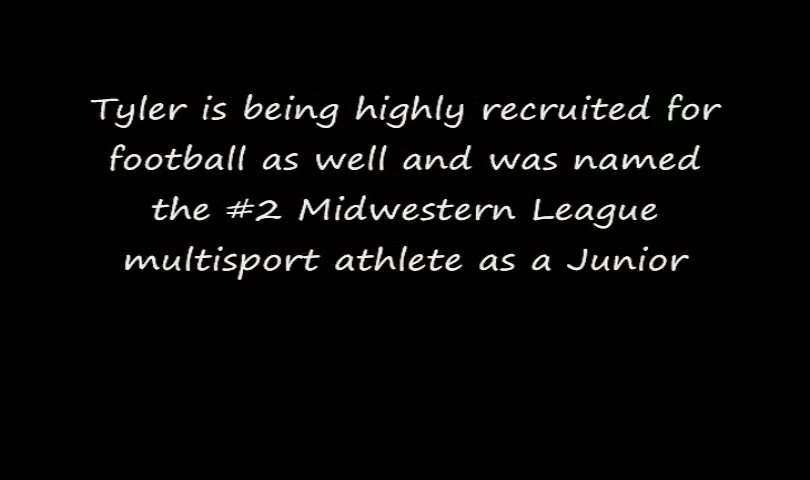 Tyler is being highly recruited for
football as well and was named
the #2 Midwestern League
multisport athlete as a Junior